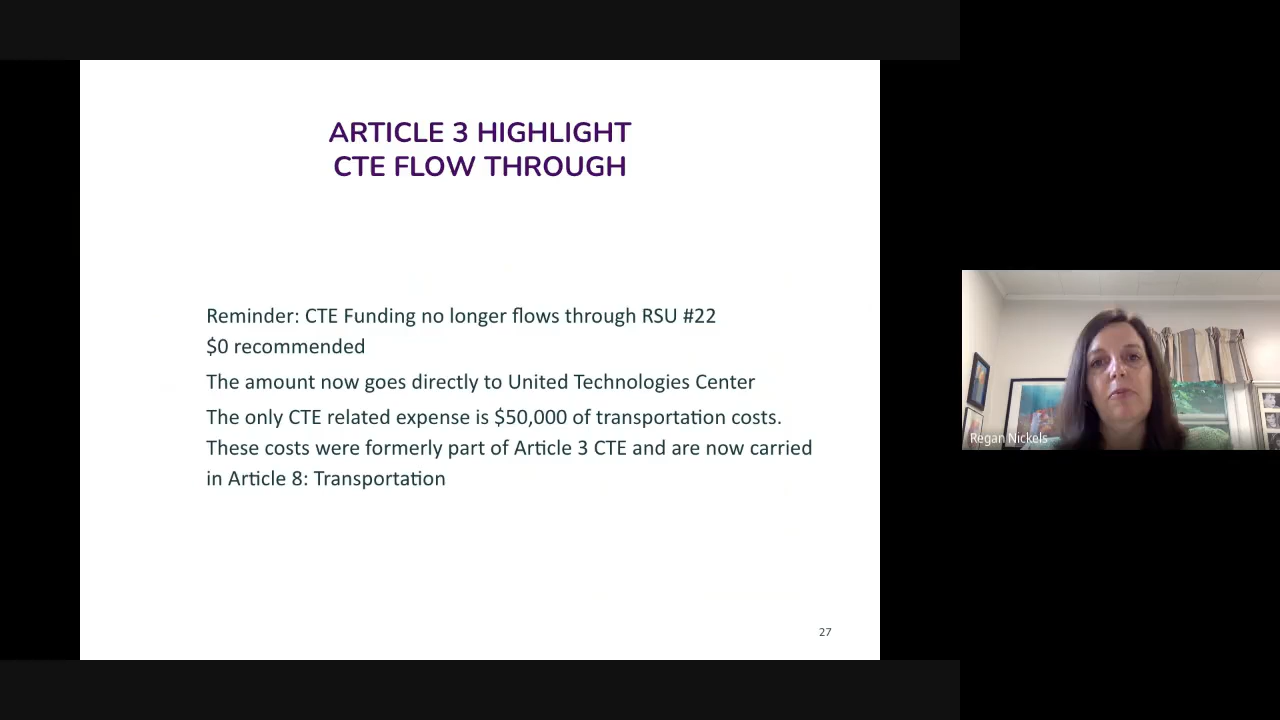 ARTICLE 3 HIGHLIGHT
CTE FLOW THROUGH
Reminder: CTE Funding no longer flows through RSU #22
$0 recommended
The amount now goes directly to United Technologies Center
The only CTE related expense is $50,000 of transportation costs.
These costs were formerly part of Article 3 CTE and are now carried
in Article 8: Transportation
27
Regan Nickels